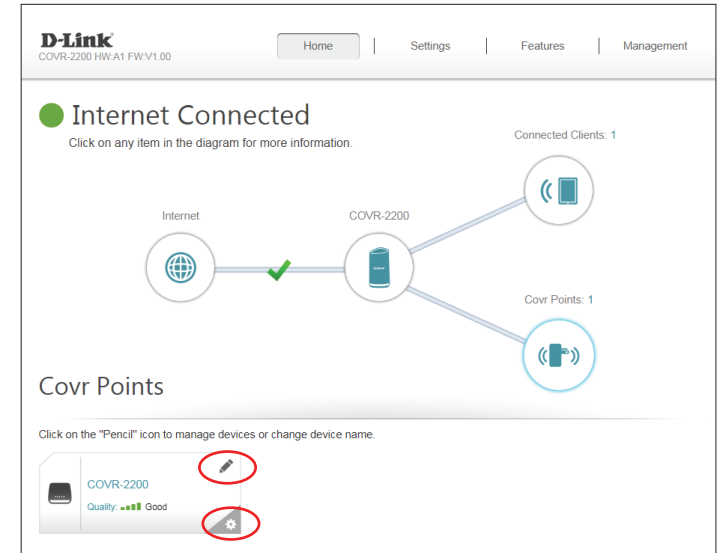 D-Link
COVR-2200 HW:A1 FW:V1.00
Home
Settings
Features
Management
Internet Connected
Click on any item in the diagram for more information.
Connected Clients: 1
Internet
COVR-2200
Covr Points: 1
Covr Points
Click on the "Pencil" icon to manage devices or change device name.
COVR-2200
Quality: Good